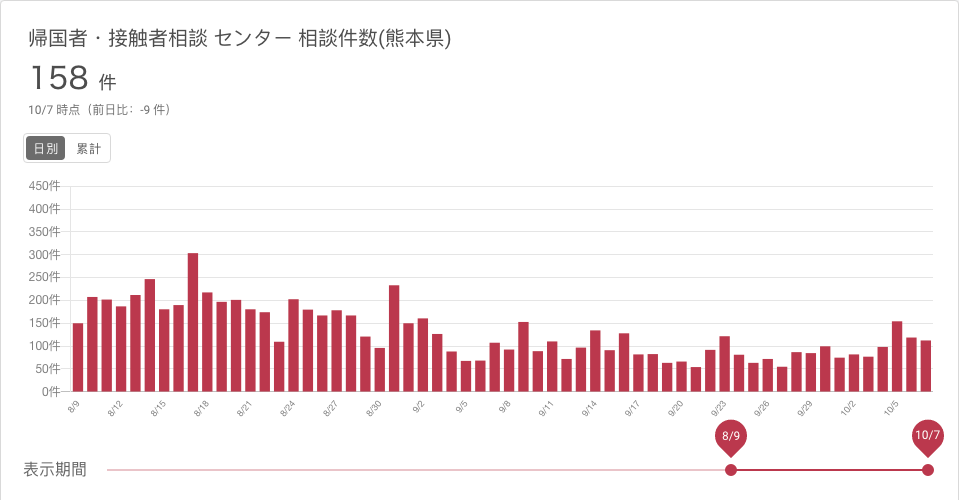 帰国者・接触者相談 センター 相談件数(熊本県)
158 件
10/7 時点（前日比：-9 件）
日別 累計
450件
400件
350件
300件
250件
200件
150件
100件
50件
0件
8/9 8/12 8/15 8/18 8/21 8/24 8/27 8/30 9/2 9/5 9/8 9/11 9/14 9/17 9/20 9/23 9/26 9/29 10/2 10/5
8/9 10/7
表示期間